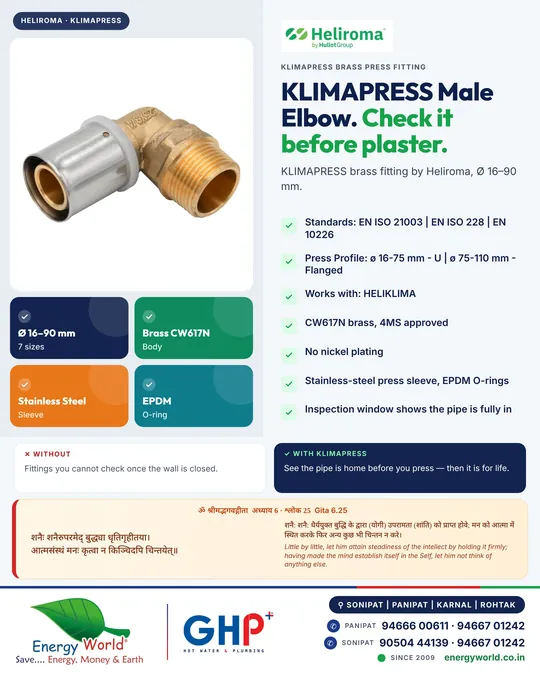 HELIROMA · KLIMAPRESS
Heliroma®
by HuliotGroup
KLIMAPRESS BRASS PRESS FITTING
KLIMAPRESS Male
Elbow. Check it
before plaster.
KLIMAPRESS brass fitting by Heliroma, Ø 16–90
mm.
Standards: EN ISO 21003 | EN ISO 228 | EN
10226
Press Profile: ø 16-75 mm - U | ø 75-110 mm -
Flanged
Works with: HELIKLIMA
CW617N brass, 4MS approved
No nickel plating
Stainless-steel press sleeve, EPDM O-rings
Inspection window shows the pipe is fully in
Ø 16–90 mm
7 sizes
Brass CW617N
Body
Stainless Steel
Sleeve
EPDM
O-ring
✕ WITHOUT
Fittings you cannot check once the wall is closed.
✓ WITH KLIMAPRESS
See the pipe is home before you press — then it is for life.
ॐ श्रीमद्भगवद्गीता अध्याय 6 · श्लोक 25 Gita 6.25
शनैः शनैरुपरमेद् बुद्ध्या धृतिगृहीतया।
आत्मसंस्थं मनः कृत्वा न किञ्चिदपि चिन्तयेत्॥
शनैः शनैः धैर्ययुक्त बुद्धि के द्वारा (योगी) उपरामता (शांति) को प्राप्त होवे; मन को आत्मा में
स्थित करके फिर अन्य कुछ भी चिन्तन न करे।
Little by little, let him attain steadiness of the intellect by holding it firmly;
having made the mind establish itself in the Self, let him not think of
anything else.
Energy World®
Save.... Energy, Money & Earth
GHP+
HOT WATER & PLUMBING
SONIPAT | PANIPAT | KARNAL | ROHTAK
PANIPAT 94666 00611 · 94667 01242
SONIPAT 90504 44139 · 94667 01242
SINCE 2009 energyworld.co.in